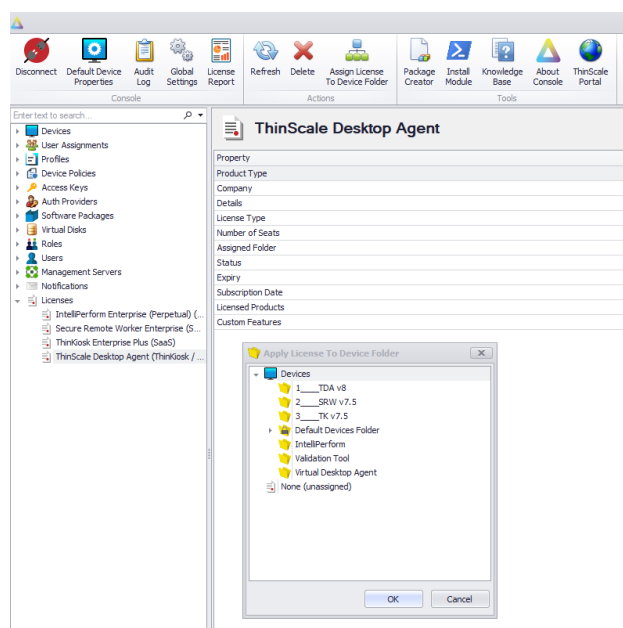 Disconnect
Default Device
Properties
Audit
Log
Global
Settings
License
Report
Refresh
Delete
Assign License
To Device Folder
Package
Creator
Install
Module
Knowledge
Base
About
Console
ThinScale
Portal
Console
Actions
Tools
Enter text to search...
Devices
User Assignments
Profiles
Device Policies
Access Keys
Auth Providers
Software Packages
Virtual Disks
Roles
Users
Management Servers
Notifications
Licenses
IntelliPerform Enterprise (Perpetual) (...
Secure Remote Worker Enterprise (S...
ThinKiosk Enterprise Plus (SaaS)
ThinScale Desktop Agent (ThinKiosk / ...
ThinScale Desktop Agent
Property
Product Type
Company
Details
License Type
Number of Seats
Assigned Folder
Status
Expiry
Subscription Date
Licensed Products
Custom Features
Apply License To Device Folder
Devices
1____TDA v8
2____SRW v7.5
3____TK v7.5
Default Devices Folder
IntelliPerform
Validation Tool
Virtual Desktop Agent
None (unassigned)
OK
Cancel